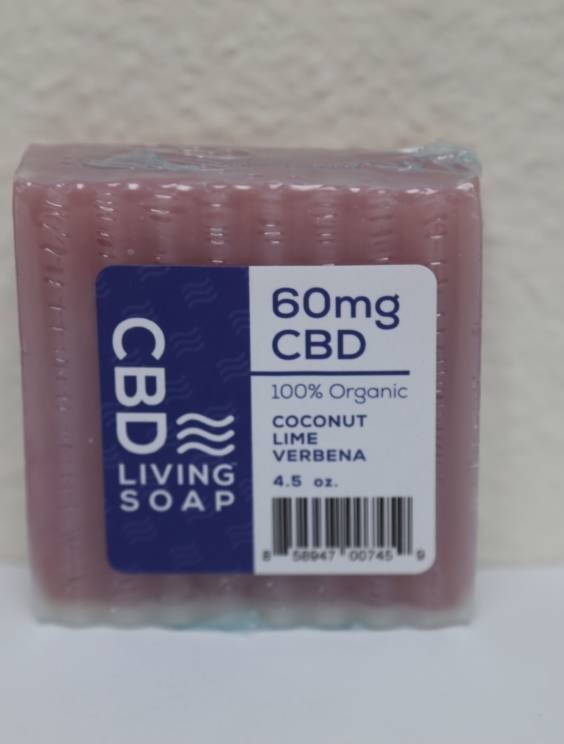 CBD
LIVING
SOAP
60mg
CBD
100% Organic
COCONUT
LIME
VERBENA
4.5 oz.
8 58947 00745 9